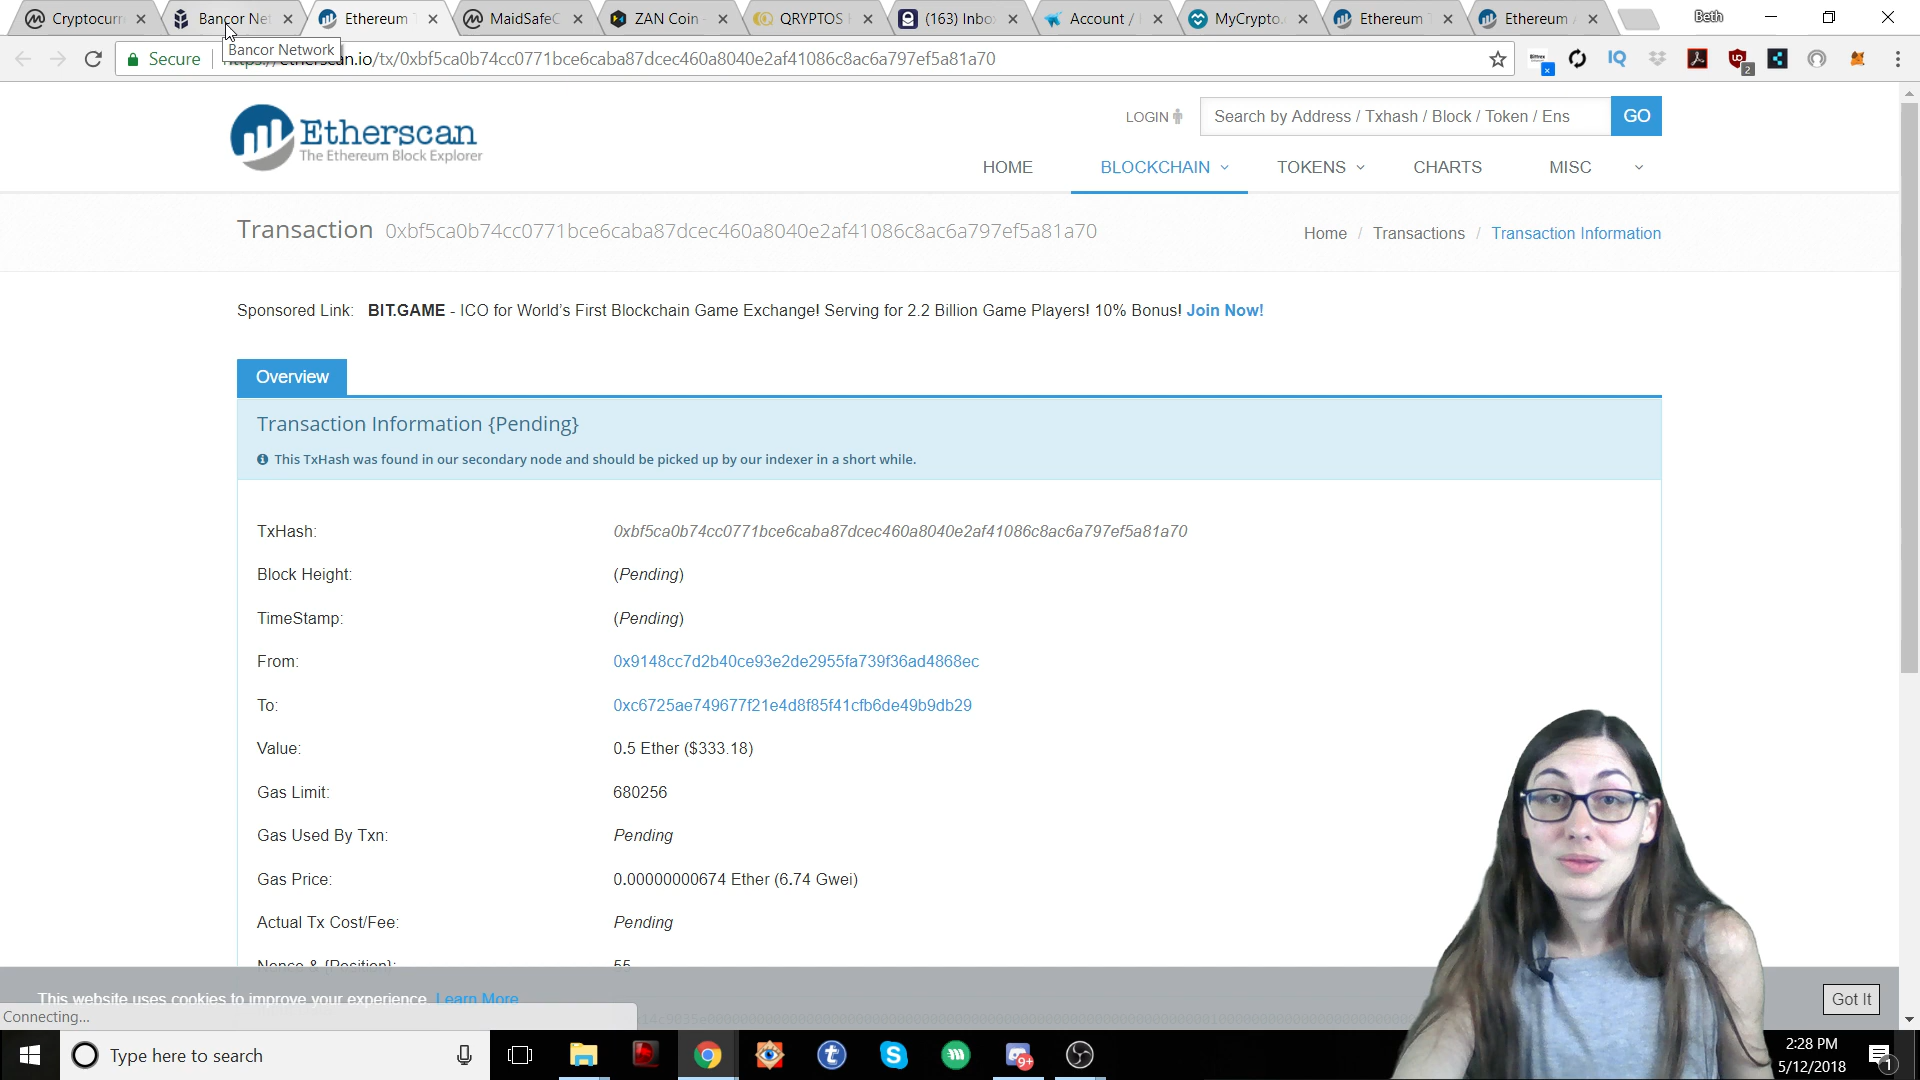 Cryptocurr
Bancor Net
Ethereum T
MaidSafeC
ZAN Coin
QRYPTOS
(163) Inbo
Account /
MyCrypto.
Ethereum T
Ethereum A
Beth
Bancor Network
Secure
etherscan.io/tx/0xbf5ca0b74cc0771bce6caba87dcec460a8040e2af41086c8ac6a797ef5a81a70
2
Etherscan
The Ethereum Block Explorer
LOGIN
Search by Address / Txhash / Block / Token / Ens
GO
HOME
BLOCKCHAIN
TOKENS
CHARTS
MISC
Transaction 0xbf5ca0b74cc0771bce6caba87dcec460a8040e2af41086c8ac6a797ef5a81a70
Home / Transactions / Transaction Information
Sponsored Link: BIT.GAME - ICO for World's First Blockchain Game Exchange! Serving for 2.2 Billion Game Players! 10% Bonus! Join Now!
Overview
Transaction Information {Pending}
This TxHash was found in our secondary node and should be picked up by our indexer in a short while.
TxHash: 0xbf5ca0b74cc0771bce6caba87dcec460a8040e2af41086c8ac6a797ef5a81a70
Block Height: (Pending)
TimeStamp: (Pending)
From: 0x9148cc7d2b40ce93e2de2955fa739f36ad4868ec
To: 0xc6725ae749677f21e4d8f85f41cfb6de49b9db29
Value: 0.5 Ether ($333.18)
Gas Limit: 680256
Gas Used By Txn: Pending
Gas Price: 0.00000000674 Ether (6.74 Gwei)
Actual Tx Cost/Fee: Pending
Nonce & {Position}: 55
This website uses cookies to improve your experience. Learn More
Got It
Connecting...
Type here to search
9+
2:28 PM
5/12/2018
1